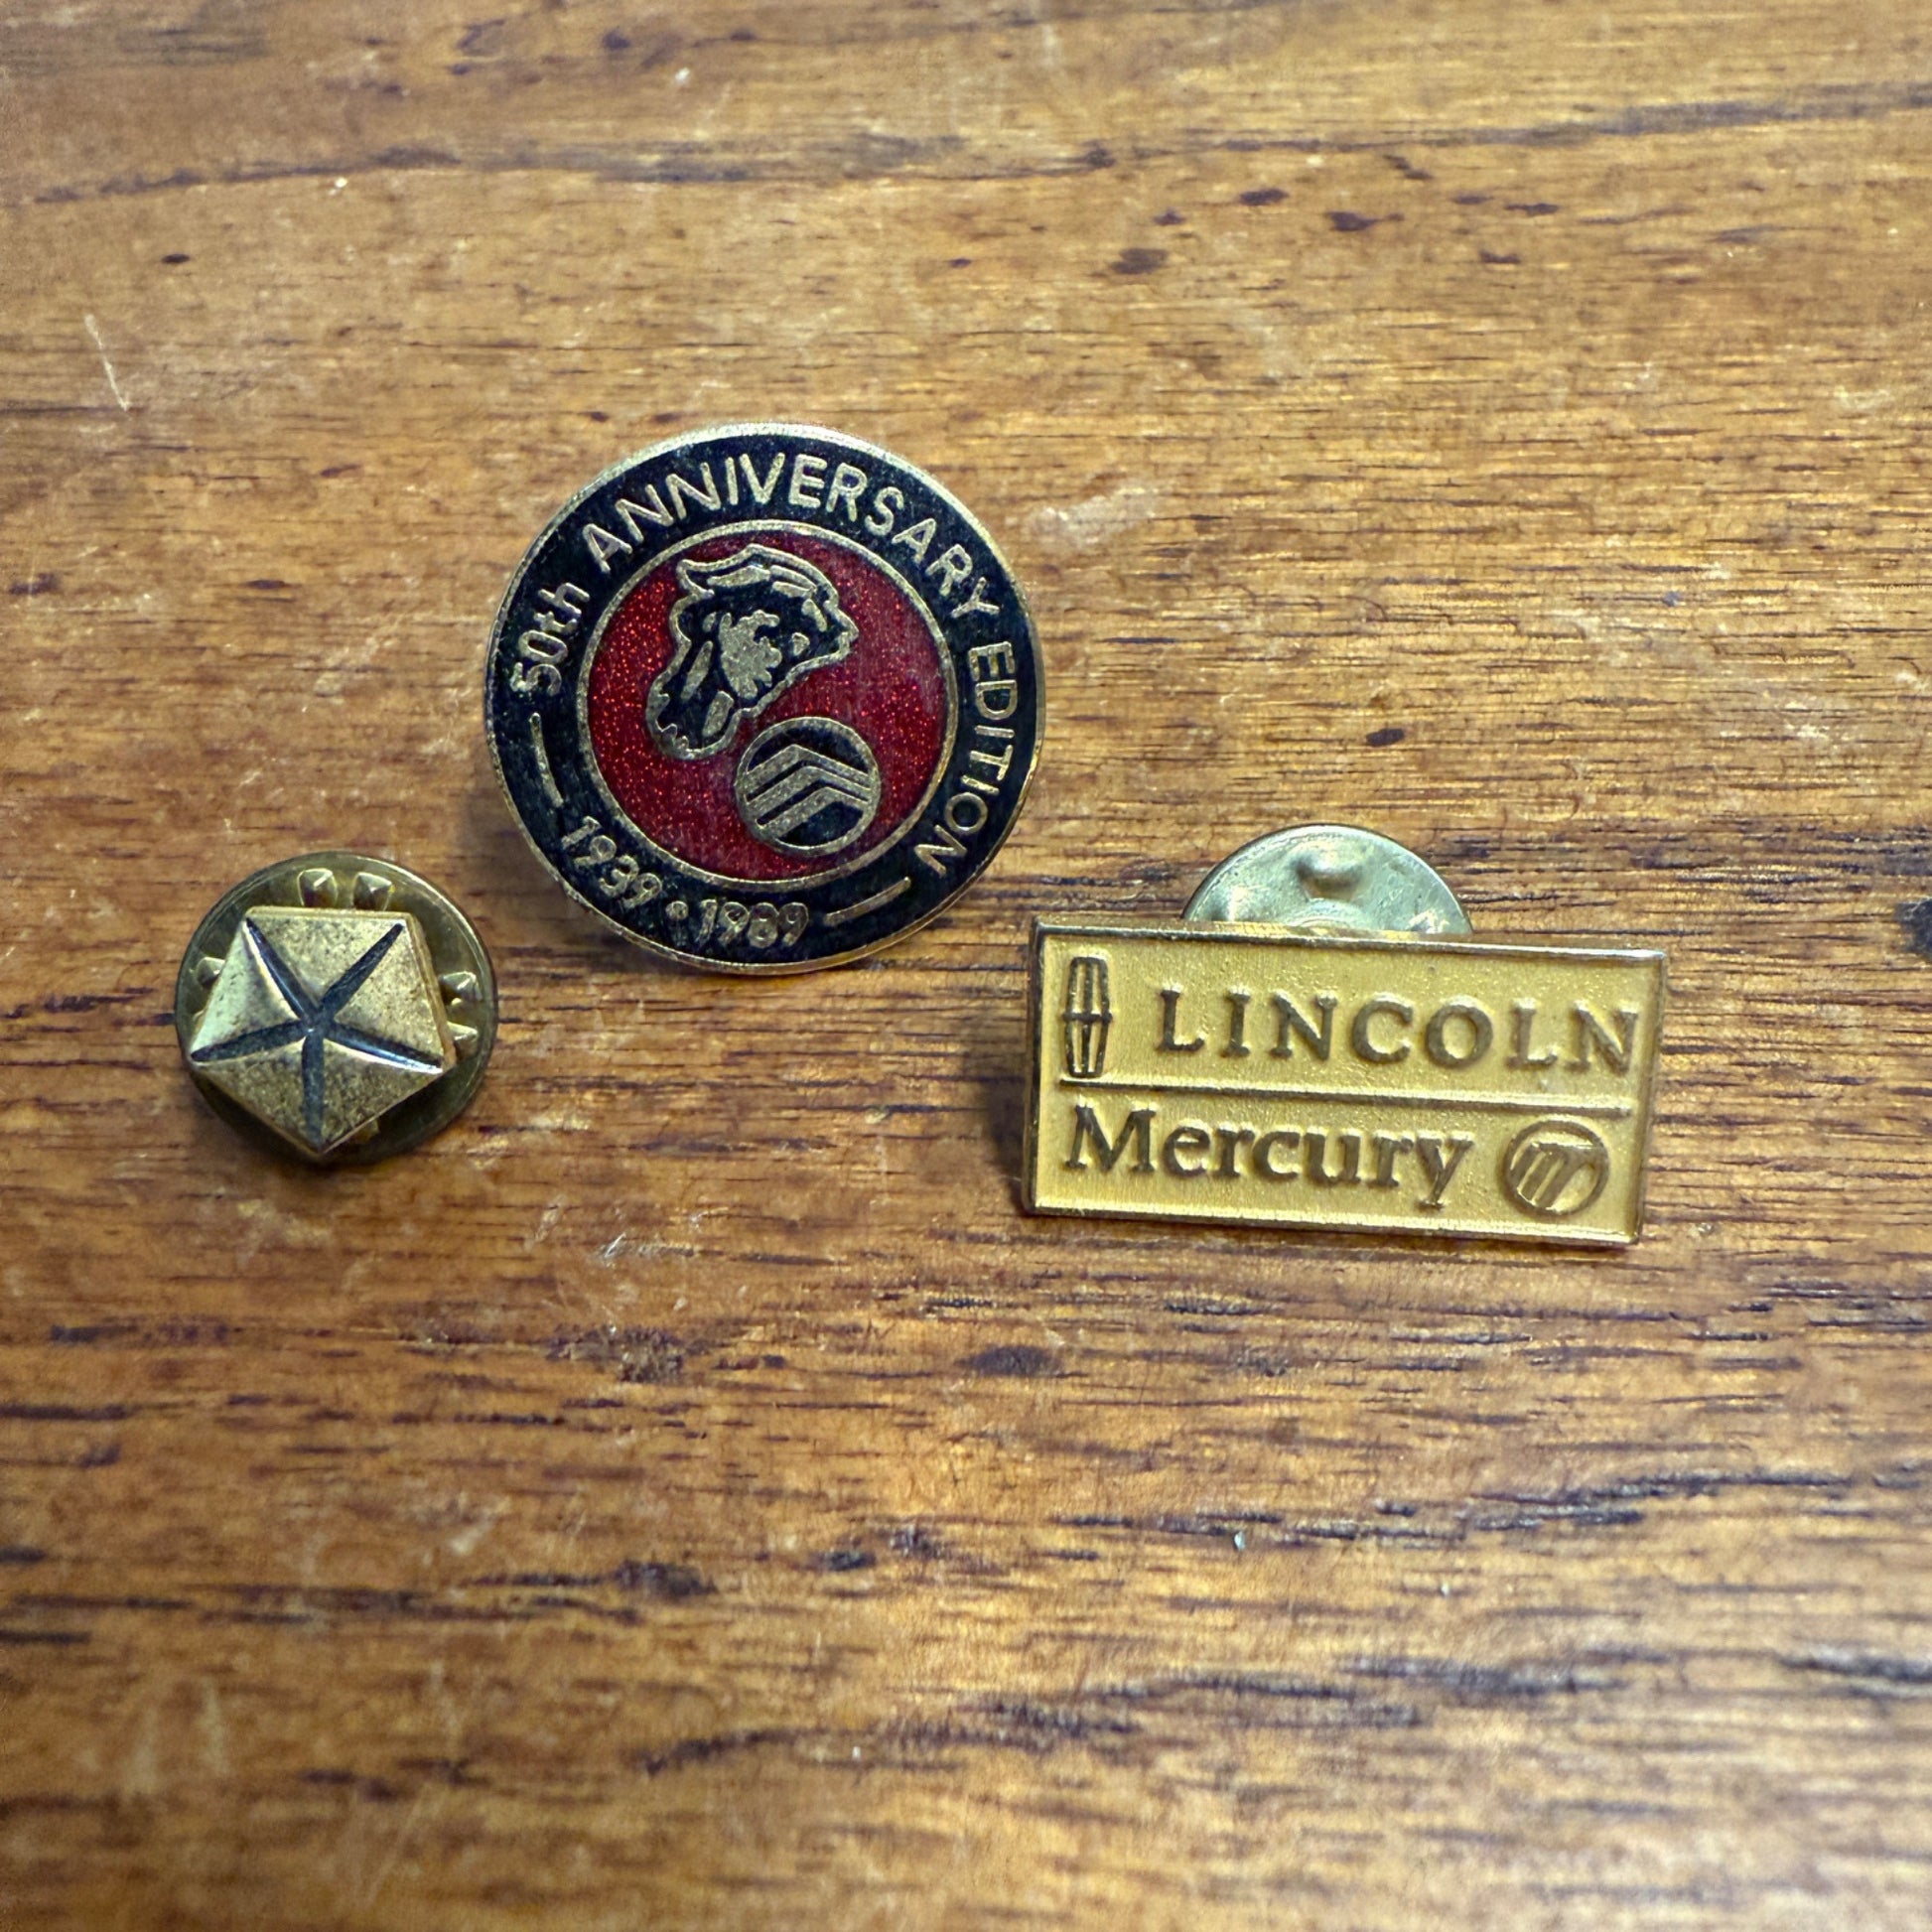 50th ANNIVERSARY EDITION
1939 • 1989
LINCOLN
Mercury